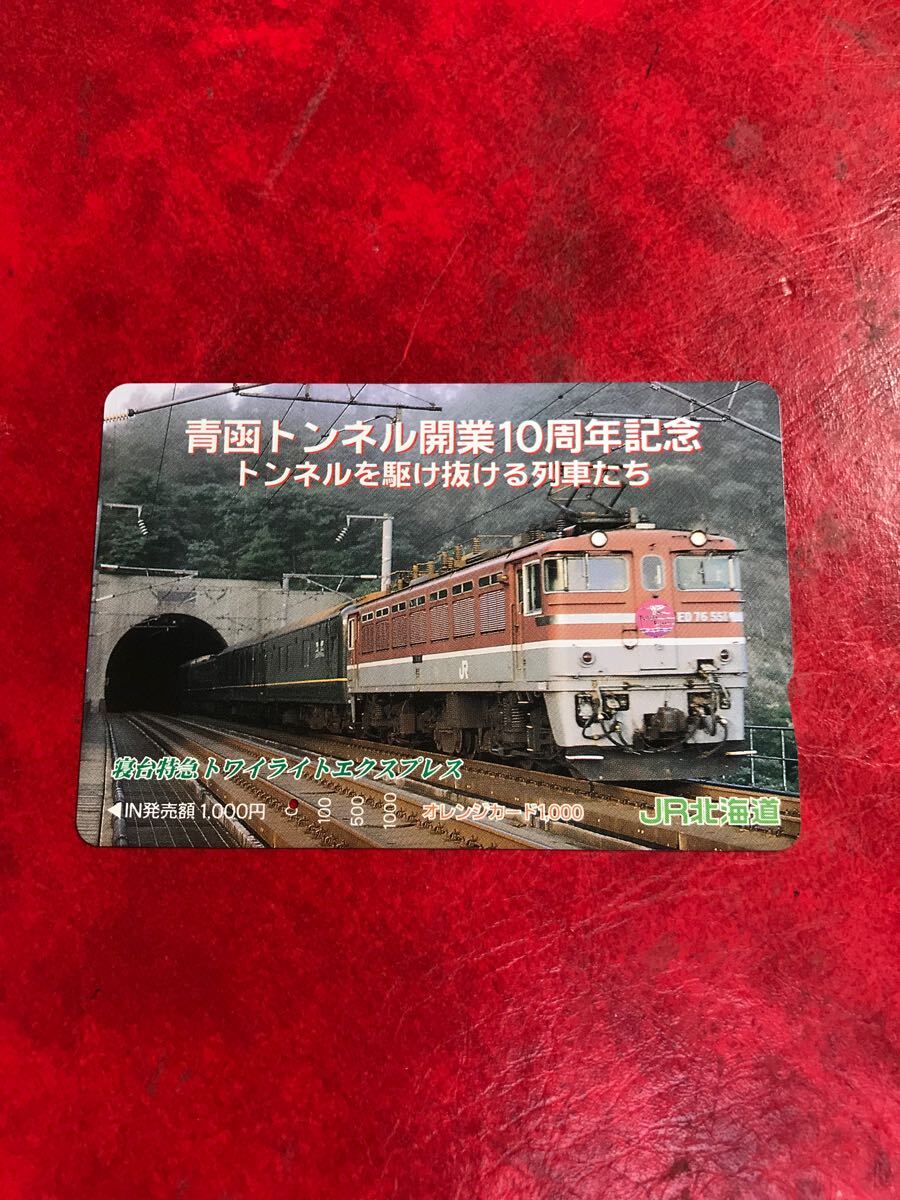 青函トンネル開業10周年記念
トンネルを駆け抜ける列車たち
JR
寝台特急トワイライトエクスプレス
◀IN発売額1,000円 0 100 500 1000 オレンジカード1,000 JR北海道